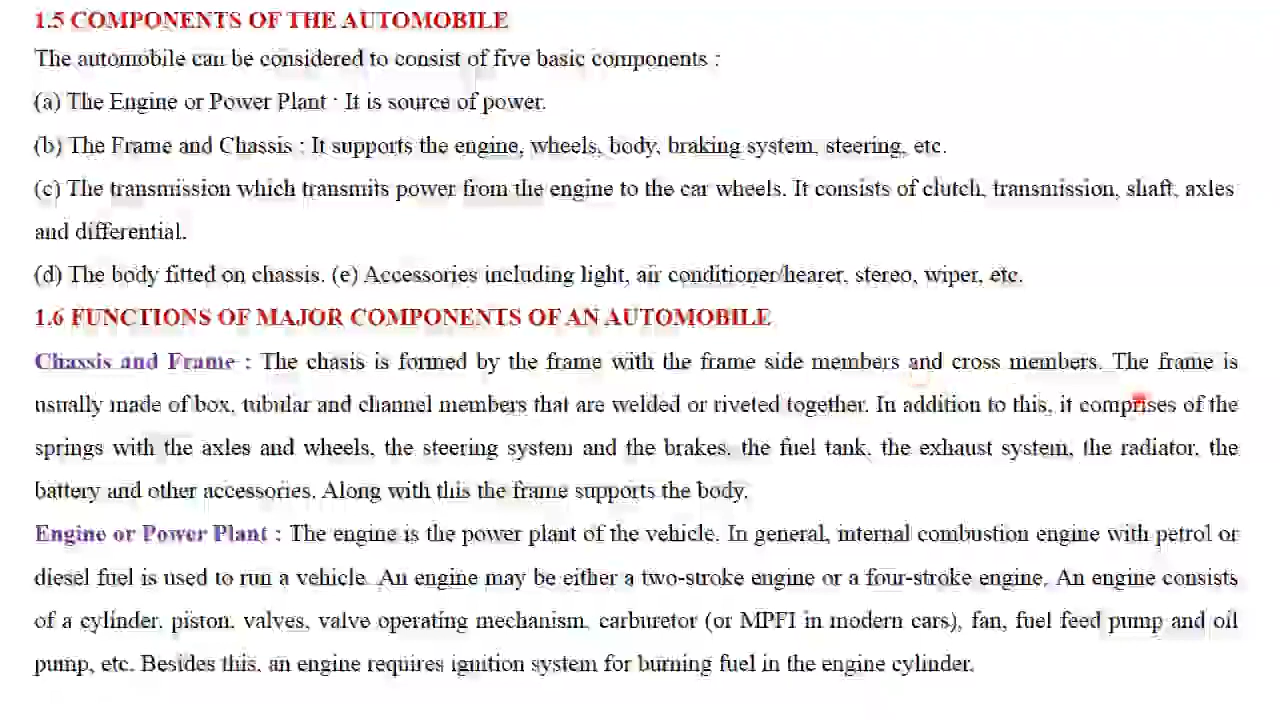 1.5 COMPONENTS OF THE AUTOMOBILE
The automobile can be considered to consist of five basic components :
(a) The Engine or Power Plant : It is source of power.
(b) The Frame and Chassis : It supports the engine, wheels, body, braking system, steering, etc.
(c) The transmission which transmits power from the engine to the car wheels. It consists of clutch, transmission, shaft, axles
and differential.
(d) The body fitted on chassis. (e) Accessories including light, air conditioner/hearer, stereo, wiper, etc.
1.6 FUNCTIONS OF MAJOR COMPONENTS OF AN AUTOMOBILE
Chassis and Frame : The chasis is formed by the frame with the frame side members and cross members. The frame is
usually made of box, tubular and channel members that are welded or riveted together. In addition to this, it comprises of the
springs with the axles and wheels, the steering system and the brakes, the fuel tank, the exhaust system, the radiator, the
battery and other accessories. Along with this the frame supports the body.
Engine or Power Plant : The engine is the power plant of the vehicle. In general, internal combustion engine with petrol or
diesel fuel is used to run a vehicle. An engine may be either a two-stroke engine or a four-stroke engine. An engine consists
of a cylinder, piston, valves, valve operating mechanism, carburetor (or MPFI in modern cars), fan, fuel feed pump and oil
pump, etc. Besides this, an engine requires ignition system for burning fuel in the engine cylinder.